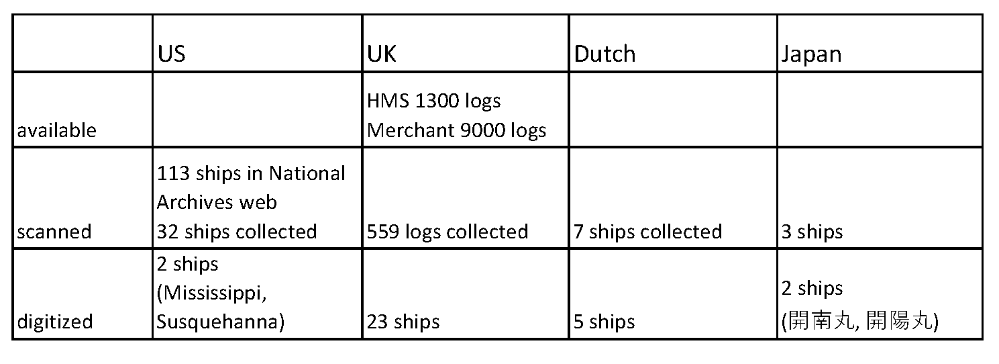 US UK Dutch Japan
available
HMS 1300 logs
Merchant 9000 logs
scanned
113 ships in National
Archives web
32 ships collected
559 logs collected
7 ships collected
3 ships
digitized
2 ships
(Mississippi,
Susquehanna)
23 ships
5 ships
2 ships
(開南丸, 開陽丸)